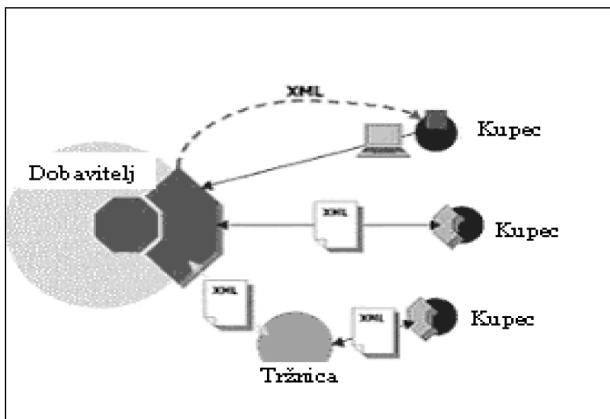 XML
Kupec
Dobavitelj
XML
Kupec
XML
XML
Kupec
Tržnica